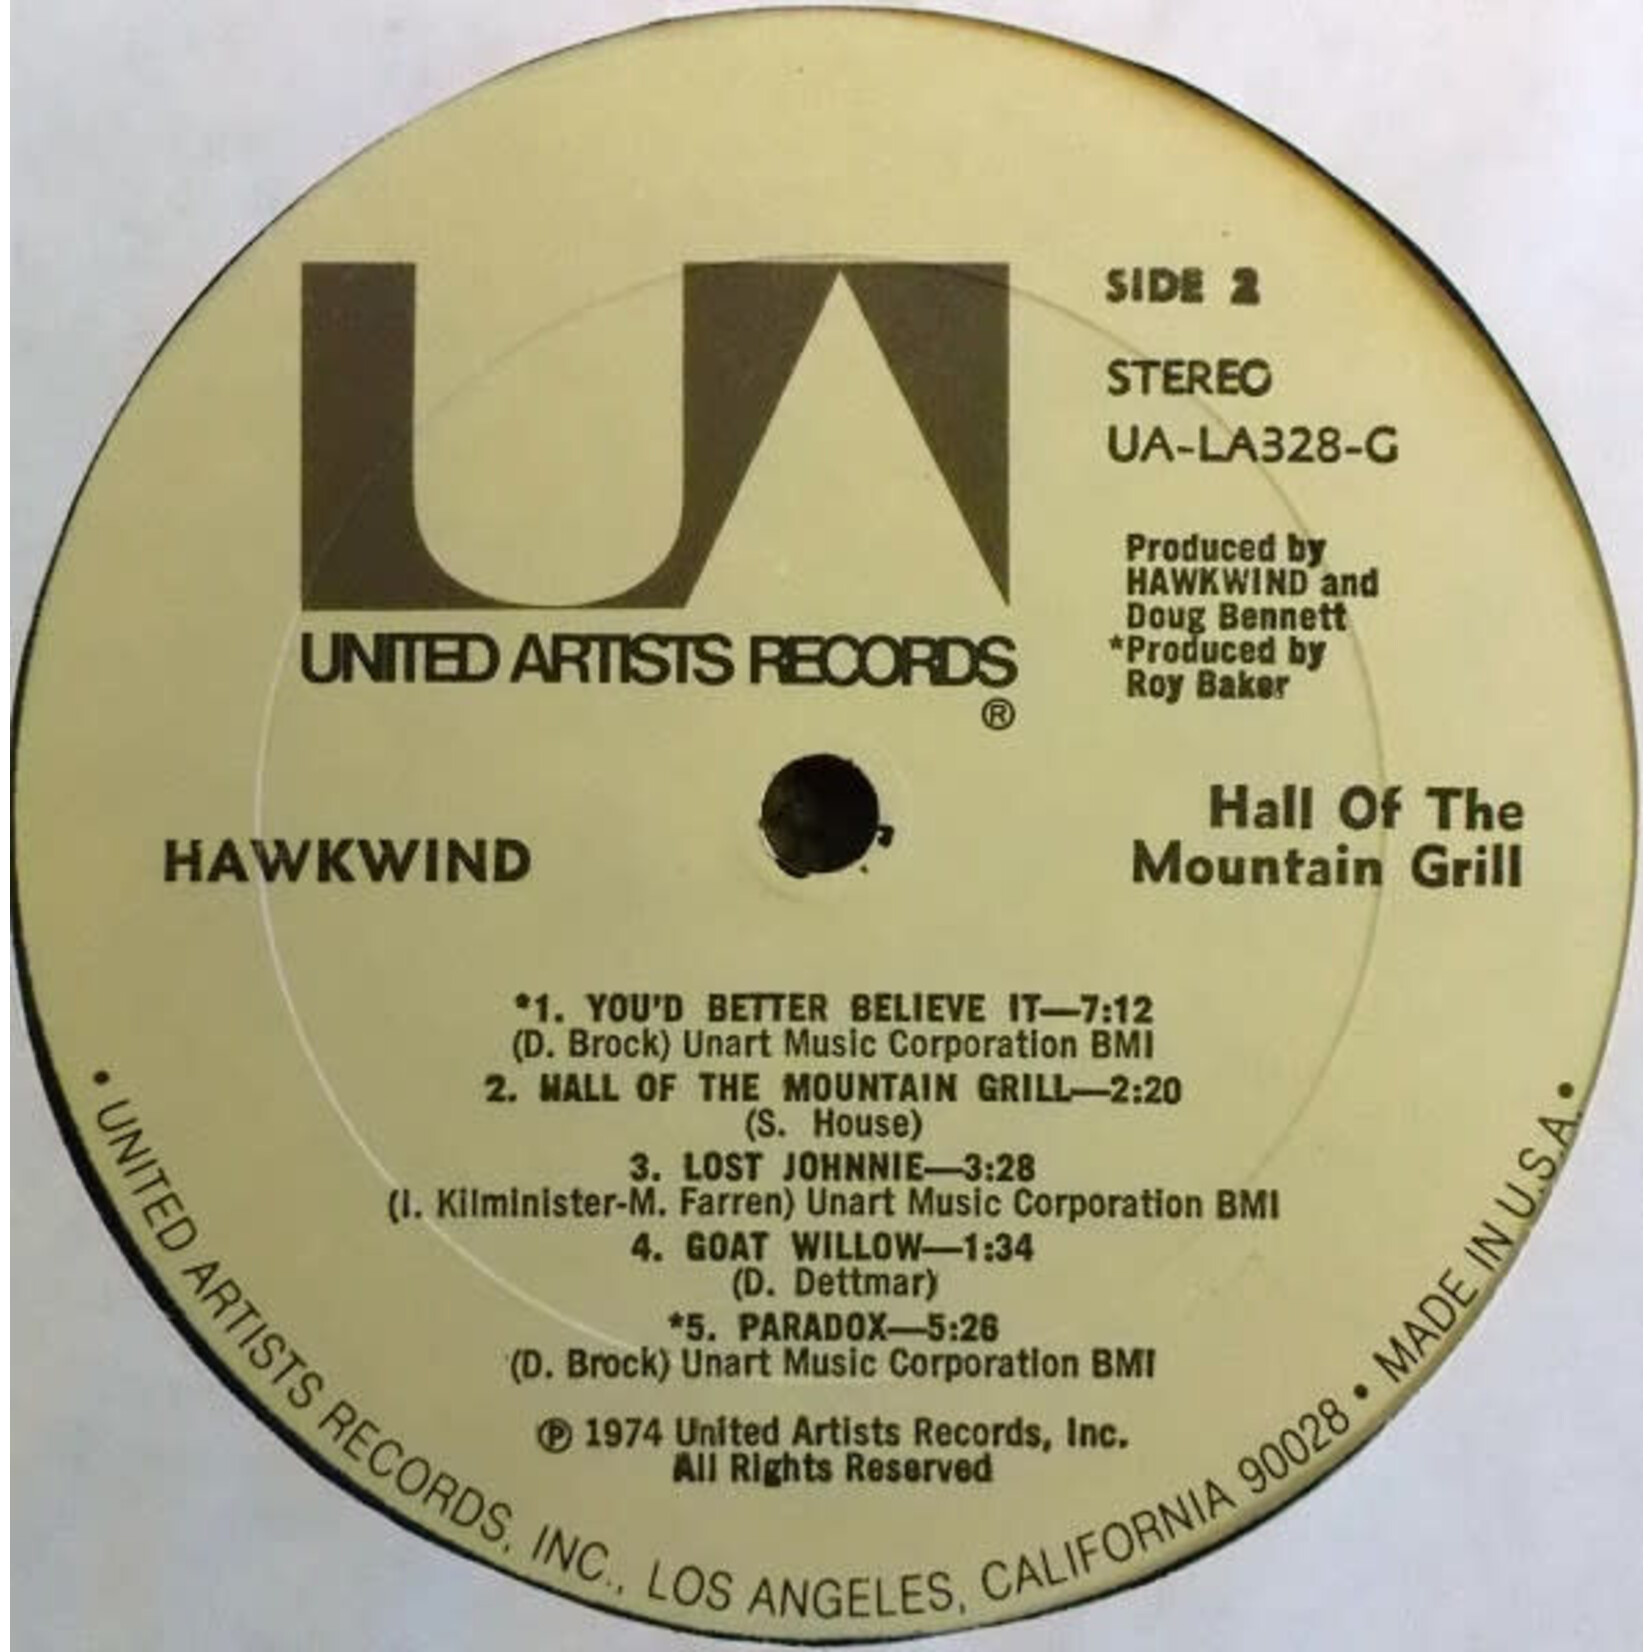 UA
UNITED ARTISTS RECORDS
®
SIDE 2
STEREO
UA-LA328-G
Produced by
HAWKWIND and
Doug Bennett
*Produced by
Roy Baker
HAWKWIND
Hall Of The
Mountain Grill
*1. YOU'D BETTER BELIEVE IT—7:12
(D. Brock) Unart Music Corporation BMI
2. HALL OF THE MOUNTAIN GRILL—2:20
(S. House)
3. LOST JOHNNIE—3:28
(I. Kilminister-M. Farren) Unart Music Corporation BMI
4. GOAT WILLOW—1:34
(D. Dettmar)
*5. PARADOX—5:26
(D. Brock) Unart Music Corporation BMI
℗ 1974 United Artists Records, Inc.
All Rights Reserved
• UNITED ARTISTS RECORDS, INC., LOS ANGELES, CALIFORNIA 90028 • MADE IN U.S.A. •